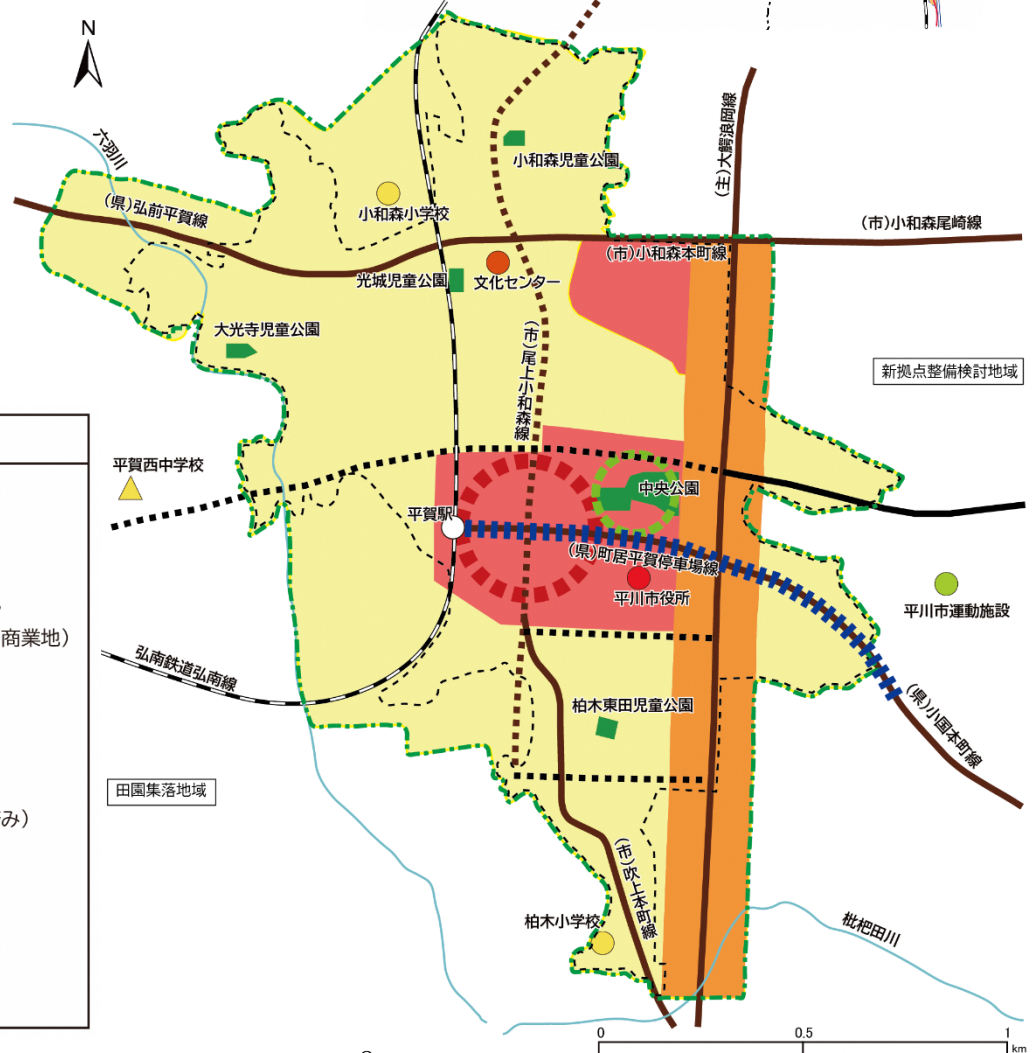 N
六羽川
(県)弘前平賀線
小和森児童公園
小和森小学校
(主)大鰐浪岡線
(市)小和森尾崎線
(市)小和森本町線
光城児童公園
文化センター
大光寺児童公園
(市)尾上小和森線
新拠点整備検討地域
平賀西中学校
中央公園
平賀駅
(県)町居平賀停車場線
平川市役所
平川市運動施設
商業地)
弘南鉄道弘南線
柏木東田児童公園
(県)小国本町線
田園集落地域
み)
(市)吹上本町線
柏木小学校
枇杷田川
0 0.5 1
km